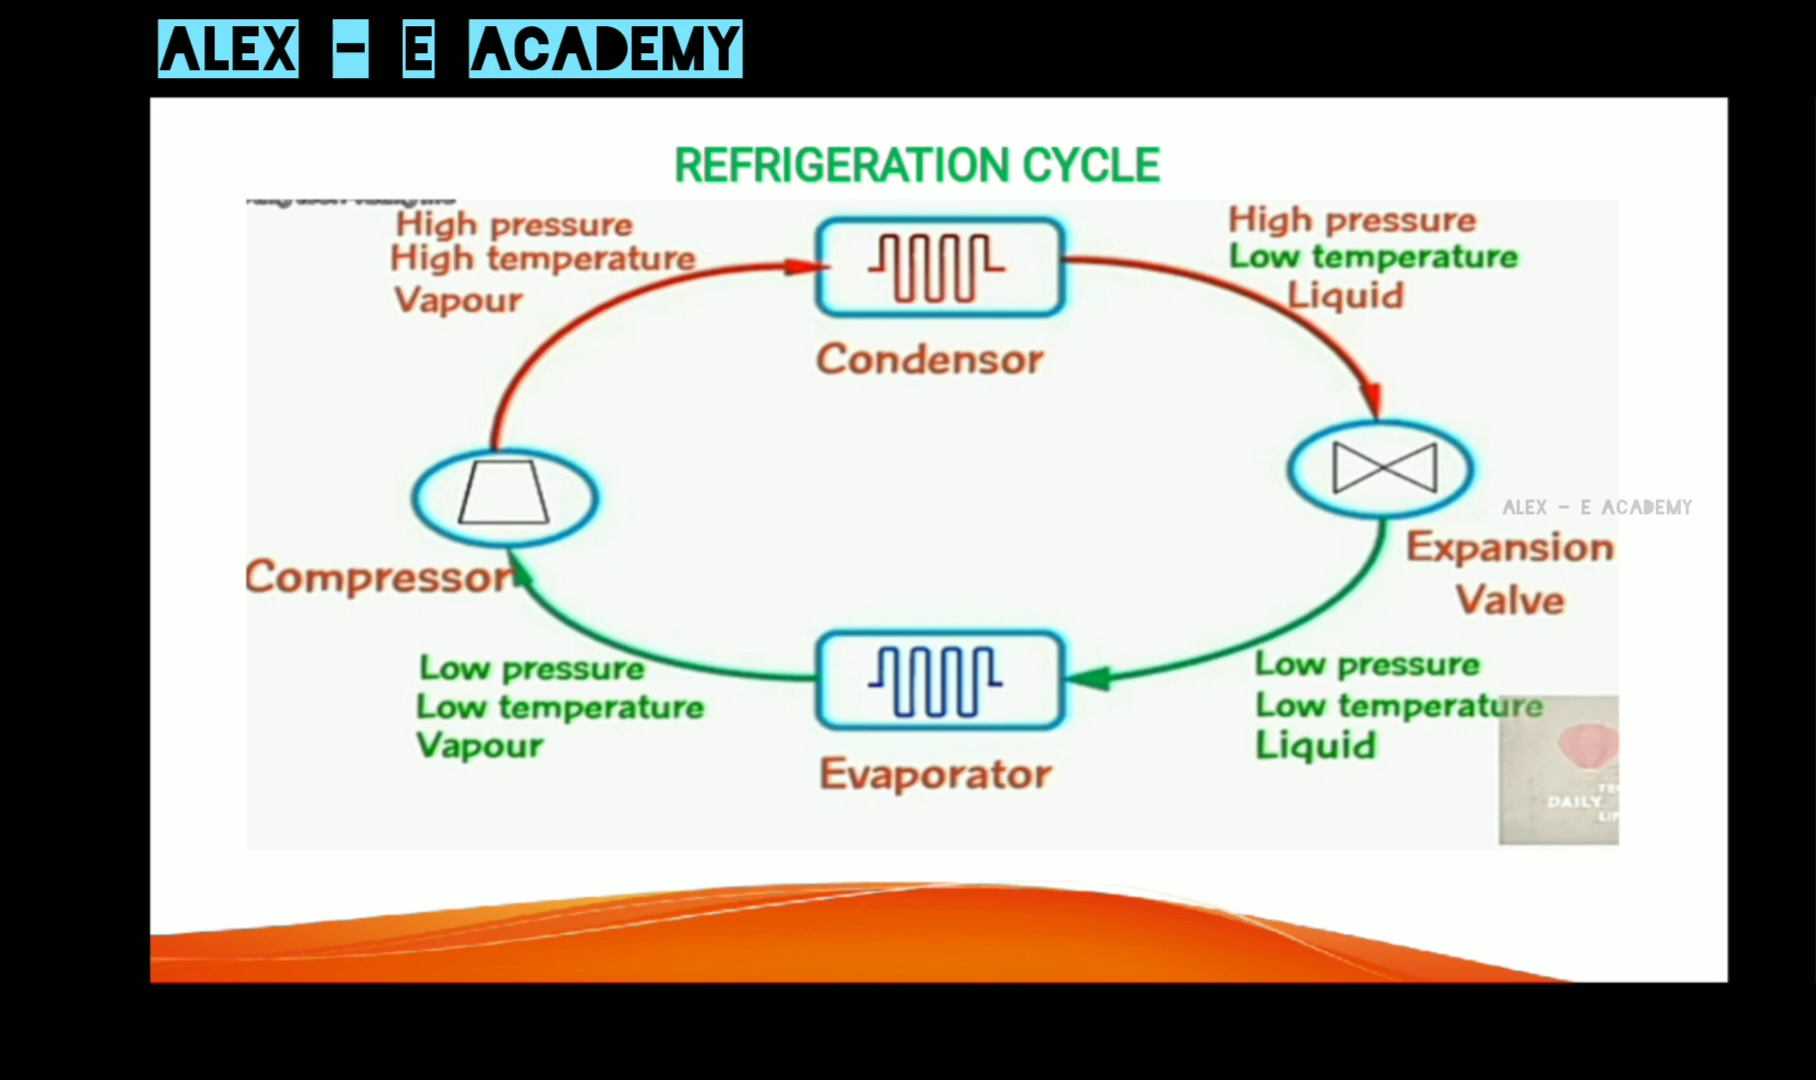 ALEX - E ACADEMY
REFRIGERATION CYCLE
High pressure
High temperature
Vapour
High pressure
Low temperature
Liquid
Condensor
ALEX - E ACADEMY
Compressor
Expansion
Valve
Low pressure
Low temperature
Vapour
Low pressure
Low temperature
Liquid
Evaporator
DAILY